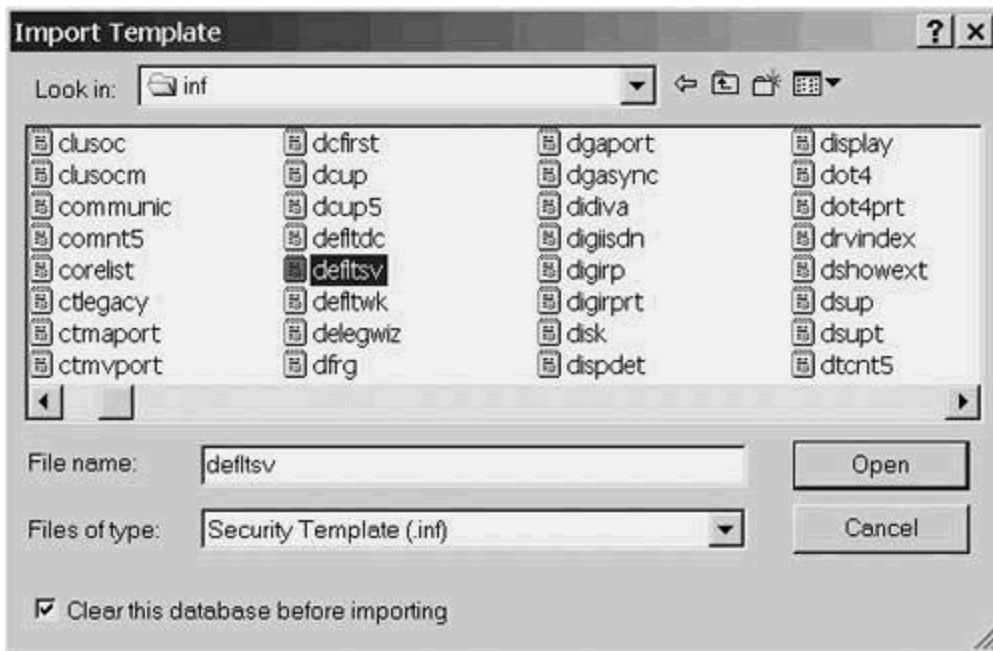 Import Template
Look in: inf
clusoc dcfirst dgaport display
clusocm dcup dgasync dot4
communic dcup5 didiva dot4prt
comnt5 defltdc digiisdn drvindex
corelist defltsv digirp dshowext
ctlegacy defltwk digirprt dsup
ctmaport delegwiz disk dsupt
ctmvport dfrg dispdet dtcnt5
File name: defltsv Open
Files of type: Security Template (.inf) Cancel
Clear this database before importing